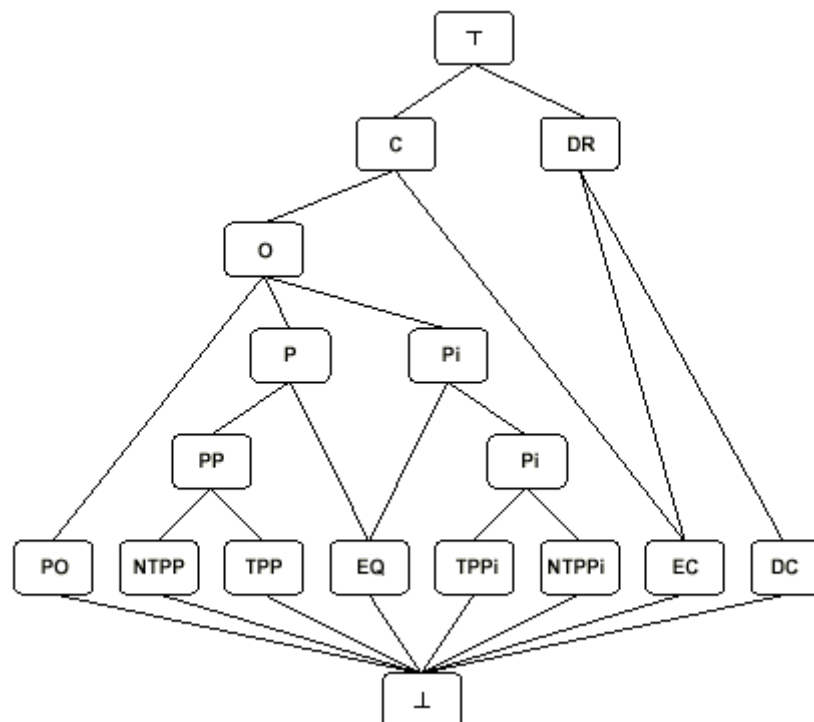 ⊤
C DR
O
P Pi
PP Pi
PO NTPP TPP EQ TPPi NTPPi EC DC
⊥